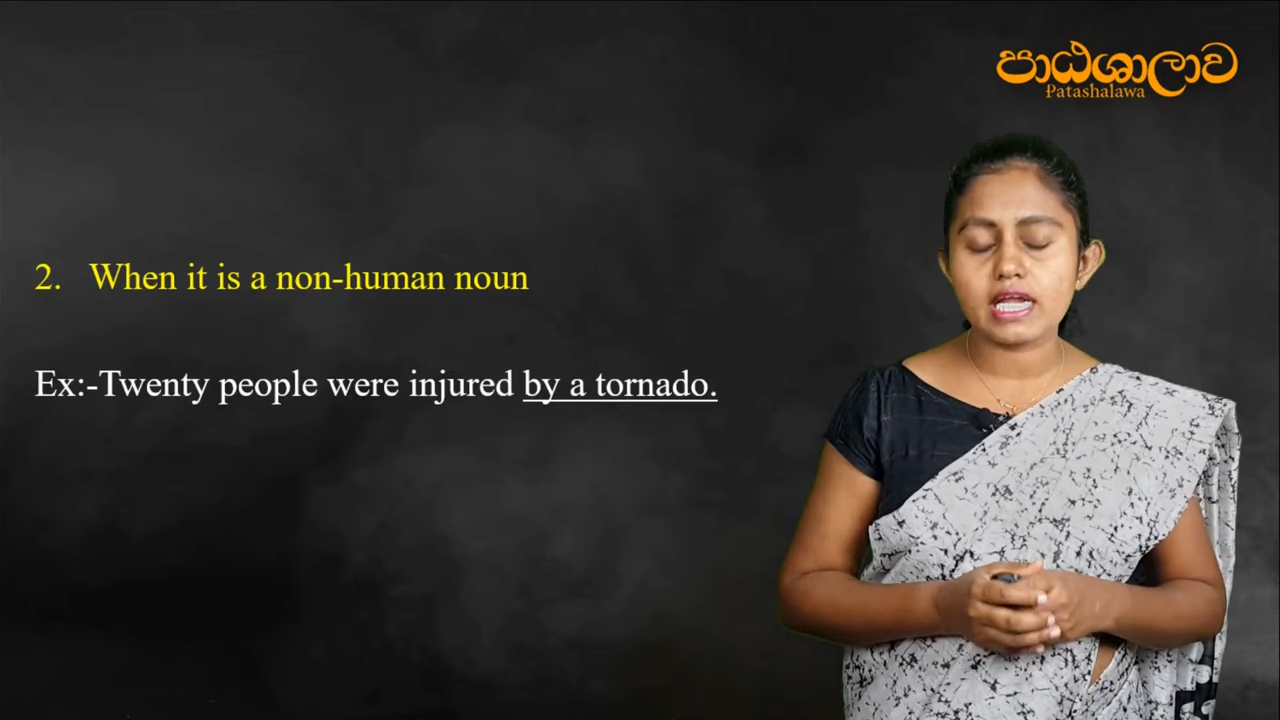 පාඨශාලාව
Patashalawa
2. When it is a non-human noun
Ex:-Twenty people were injured by a tornado.